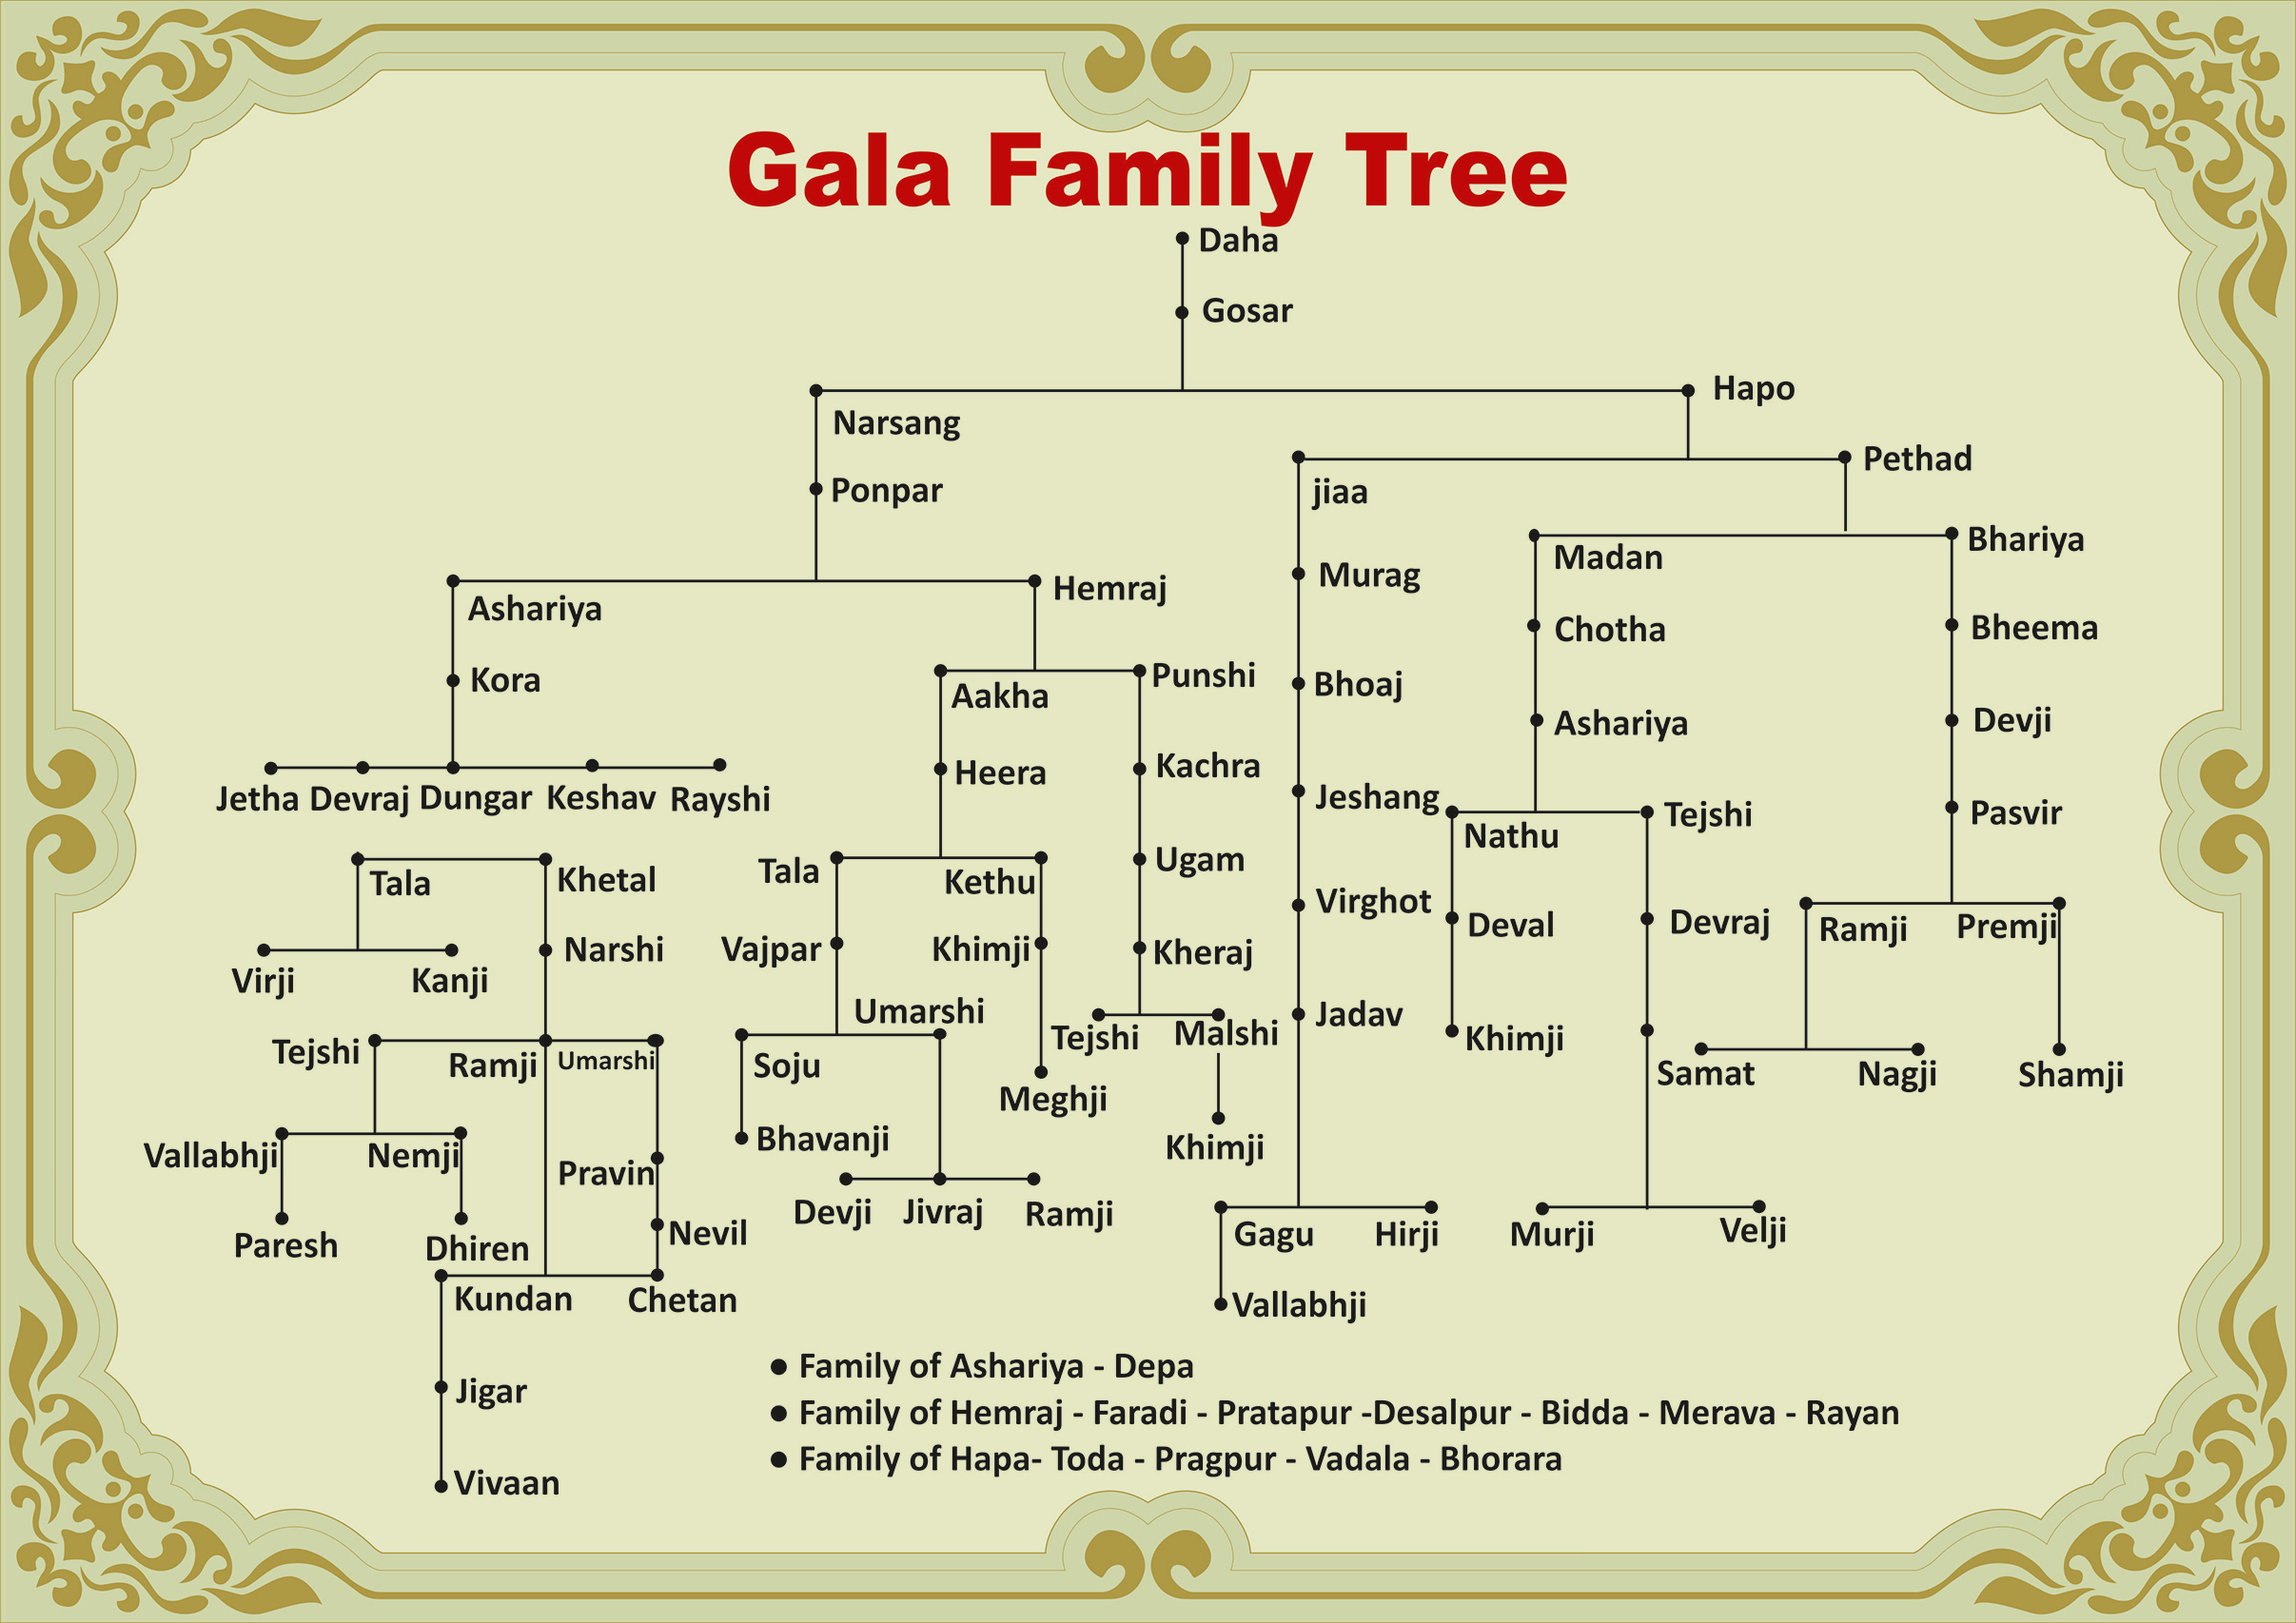 Gala Family Tree
Daha
Gosar
Hapo
Narsang
Pethad
Ponpar
jiaa
Bhariya
Madan
Murag
Hemraj
Ashariya
Chotha
Bheema
Kora
Punshi
Aakha
Bhoaj
Ashariya
Devji
Kachra
Heera
Jetha Devraj Dungar Keshav Rayshi
Jeshang
Tejshi
Pasvir
Nathu
Ugam
Tala
Khetal
Tala
Kethu
Virghot
Deval
Devraj
Ramji
Premji
Narshi
Vajpar
Khimji
Kheraj
Virji
Kanji
Umarshi
Jadav
Tejshi
Malshi
Khimji
Tejshi
Ramji
Umarshi
Soju
Samat
Nagji
Shamji
Meghji
Bhavanji
Khimji
Vallabhji
Nemji
Pravin
Devji
Jivraj
Ramji
Nevil
Gagu
Hirji
Murji
Velji
Paresh
Dhiren
Kundan
Chetan
Vallabhji
Family of Ashariya - Depa
Jigar
Family of Hemraj - Faradi - Pratapur -Desalpur - Bidda - Merava - Rayan
Family of Hapa- Toda - Pragpur - Vadala - Bhorara
Vivaan